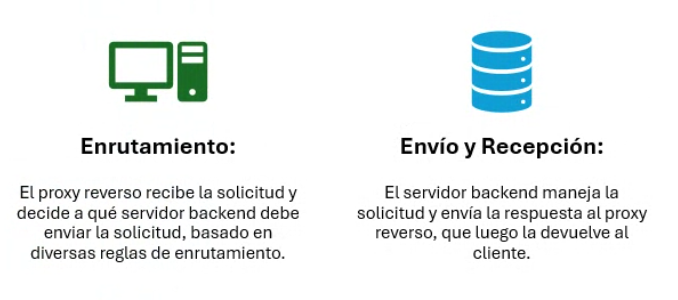 Enrutamiento:
El proxy reverso recibe la solicitud y
decide a qué servidor backend debe
enviar la solicitud, basado en
diversas reglas de enrutamiento.
Envío y Recepción:
El servidor backend maneja la
solicitud y envía la respuesta al proxy
reverso, que luego la devuelve al
cliente.